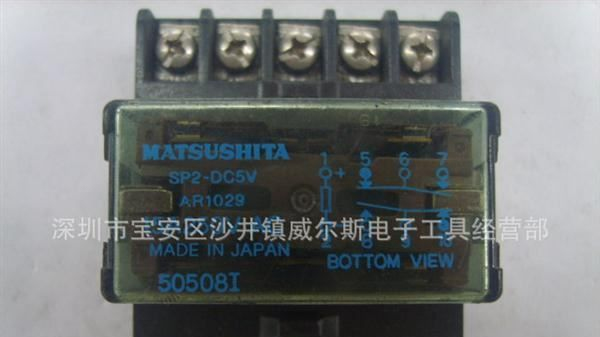 MATSUSHITA
SP2-DC5V
AR1029
深圳市宝安区沙井镇威尔斯电子工具经营部
MADE IN JAPAN
50508I
1 5 6 7
+
2
BOTTOM VIEW